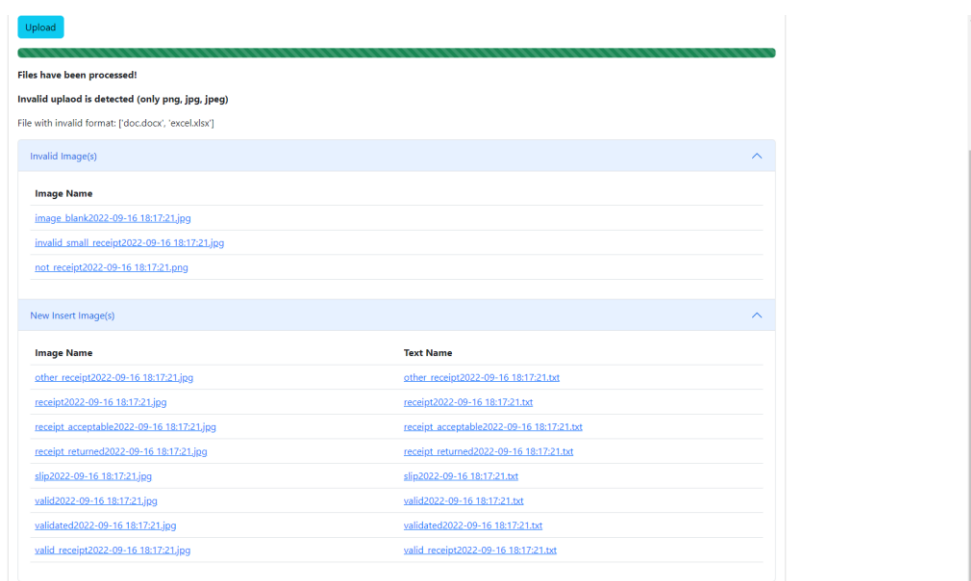 Upload
Files have been processed!
Invalid uplaod is detected (only png, jpg, jpeg)
File with invalid format: ['doc.docx', 'excel.xlsx']
Invalid Image(s)
Image Name
image_blank2022-09-16 18:17:21.jpg
invalid_small_receipt2022-09-16 18:17:21.jpg
not_receipt2022-09-16 18:17:21.png
New Insert Image(s)
Image Name Text Name
other_receipt2022-09-16 18:17:21.jpg other_receipt2022-09-16 18:17:21.txt
receipt2022-09-16 18:17:21.jpg receipt2022-09-16 18:17:21.txt
receipt_acceptable2022-09-16 18:17:21.jpg receipt_acceptable2022-09-16 18:17:21.txt
receipt_returned2022-09-16 18:17:21.jpg receipt_returned2022-09-16 18:17:21.txt
slip2022-09-16 18:17:21.jpg slip2022-09-16 18:17:21.txt
valid2022-09-16 18:17:21.jpg valid2022-09-16 18:17:21.txt
validated2022-09-16 18:17:21.jpg validated2022-09-16 18:17:21.txt
valid_receipt2022-09-16 18:17:21.jpg valid_receipt2022-09-16 18:17:21.txt